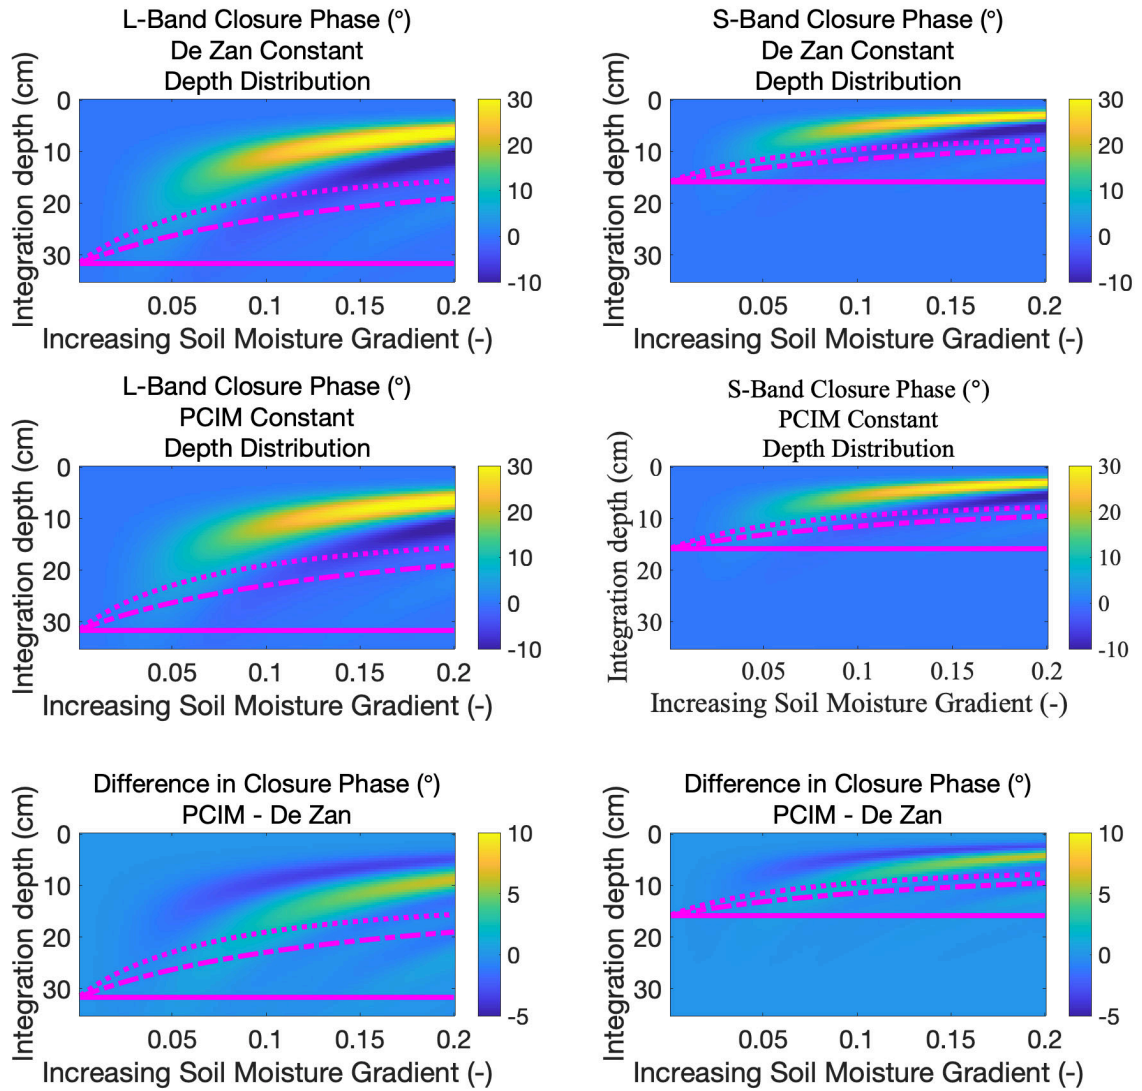 L-Band Closure Phase (°)
De Zan Constant
Depth Distribution
Integration depth (cm)
0
10
20
30
0.05 0.1 0.15 0.2
Increasing Soil Moisture Gradient (-)
30
20
10
0
-10
S-Band Closure Phase (°)
De Zan Constant
Depth Distribution
Integration depth (cm)
0
10
20
30
0.05 0.1 0.15 0.2
Increasing Soil Moisture Gradient (-)
30
20
10
0
-10
L-Band Closure Phase (°)
PCIM Constant
Depth Distribution
Integration depth (cm)
0
10
20
30
0.05 0.1 0.15 0.2
Increasing Soil Moisture Gradient (-)
30
20
10
0
-10
S-Band Closure Phase (°)
PCIM Constant
Depth Distribution
Integration depth (cm)
0
10
20
30
0.05 0.1 0.15 0.2
Increasing Soil Moisture Gradient (-)
30
20
10
0
-10
Difference in Closure Phase (°)
PCIM - De Zan
Integration depth (cm)
0
10
20
30
0.05 0.1 0.15 0.2
Increasing Soil Moisture Gradient (-)
10
5
0
-5
Difference in Closure Phase (°)
PCIM - De Zan
Integration depth (cm)
0
10
20
30
0.05 0.1 0.15 0.2
Increasing Soil Moisture Gradient (-)
10
5
0
-5